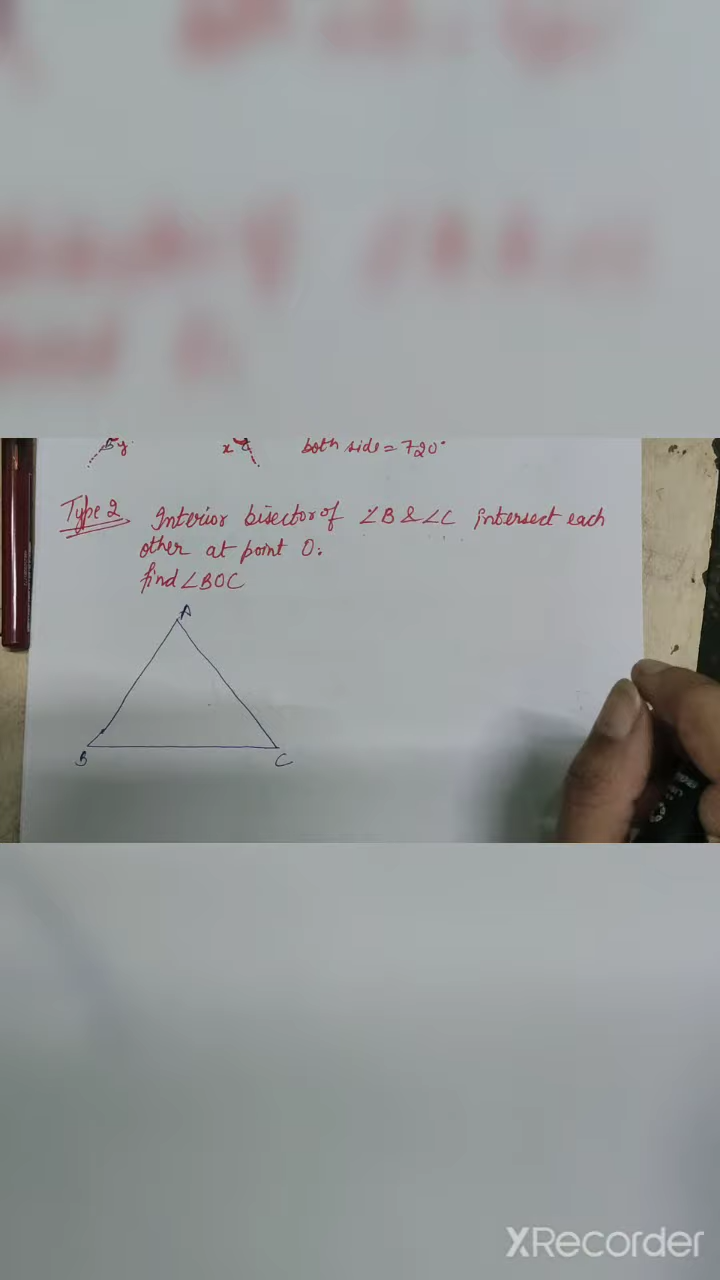 y x both side = 720°
Type 2 Interior bisector of ∠B & ∠C intersect each
other at point O.
find ∠BOC
A
B C
XRecorder